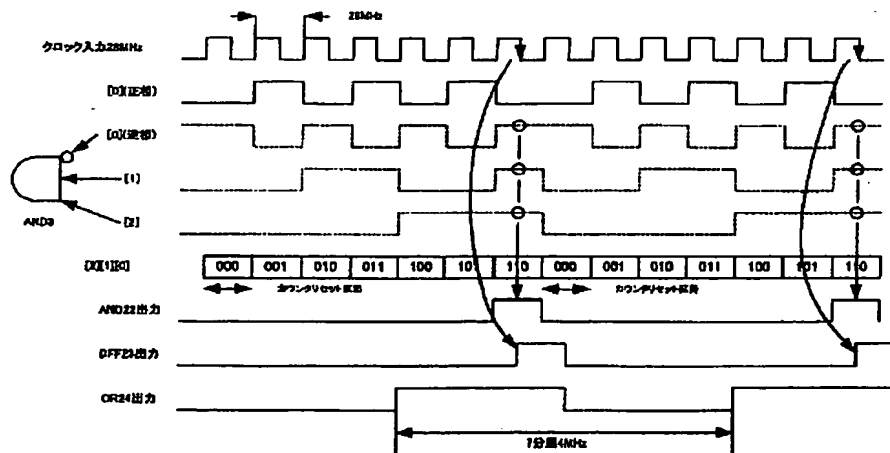 28MHz
クロック入力28MHz
[0](正相)
[0](逆相)
[1]
[2]
AND3
[2][1][0]
000 001 010 011 100 101 110 000 001 010 011 100 101 110
カウンタリセット区間 カウンタリセット区間
AND22出力
DFF23出力
OR24出力
7分周4MHz